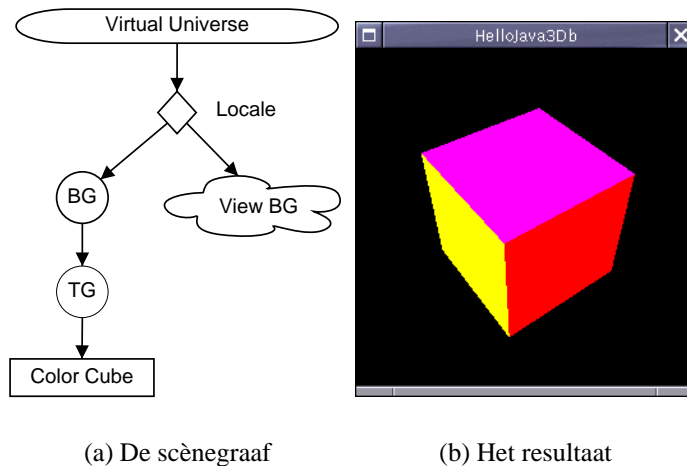 Virtual Universe
Locale
BG
View BG
TG
Color Cube
(a) De scènegraaf
HelloJava3Db
(b) Het resultaat